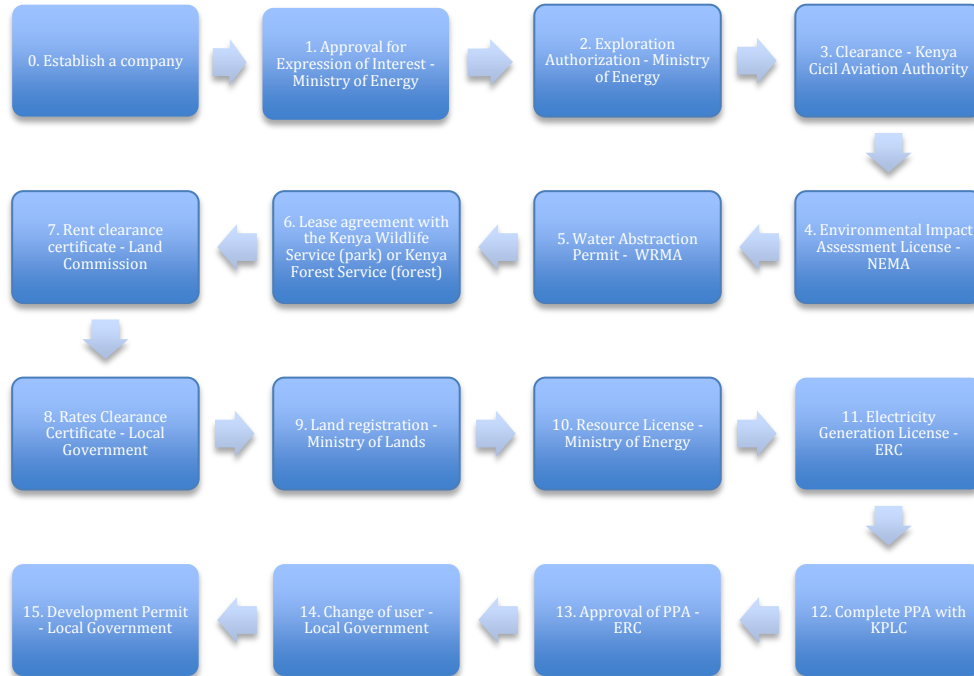 0. Establish a company
1. Approval for
Expression of Interest -
Ministry of Energy
2. Exploration
Authorization - Ministry
of Energy
3. Clearance - Kenya
Cicil Aviation Authority
4. Environmental Impact
Assessment License -
NEMA
5. Water Abstraction
Permit - WRMA
6. Lease agreement with
the Kenya Wildlife
Service (park) or Kenya
Forest Service (forest)
7. Rent clearance
certificate - Land
Commission
8. Rates Clearance
Certificate - Local
Government
9. Land registration -
Ministry of Lands
10. Resource License -
Ministry of Energy
11. Electricity
Generation License -
ERC
12. Complete PPA with
KPLC
13. Approval of PPA -
ERC
14. Change of user -
Local Government
15. Development Permit
- Local Government